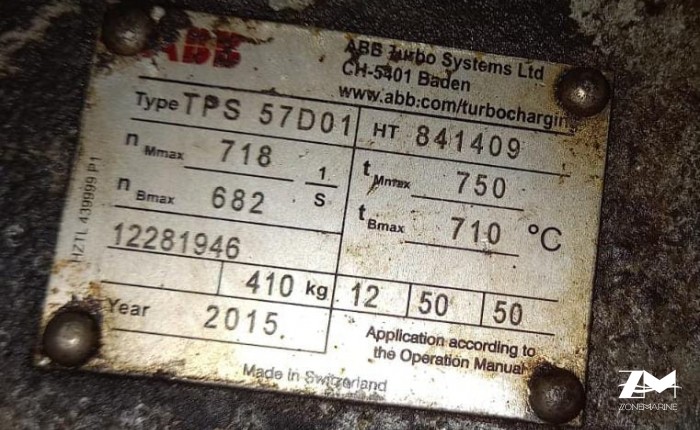 ABB
ABB Turbo Systems Ltd
CH-5401 Baden
www.abb.com/turbocharging
Type TPS 57D01 HT 841409
n Mmax 718 1/s t Mmax 750
n Bmax 682 t Bmax 710 °C
12281946
410 kg 12 50 50
Year 2015
Application according to
the Operation Manual
Made in Switzerland
HZTL 439999 P1
ZM
ZONEMARINE